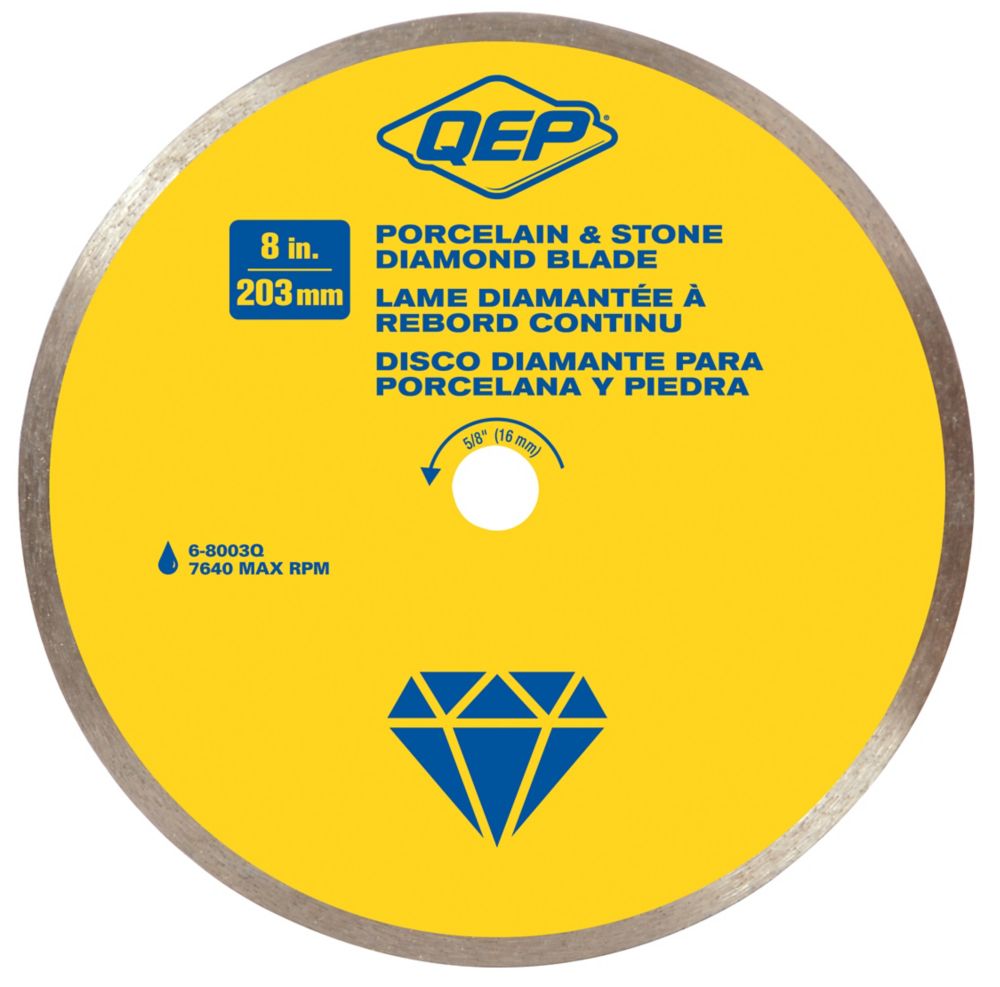 QEP®
8 in.
203 mm
PORCELAIN & STONE
DIAMOND BLADE
LAME DIAMANTÉE À
REBORD CONTINU
DISCO DIAMANTE PARA
PORCELANA Y PIEDRA
5/8" (16 mm)
6-8003Q
7640 MAX RPM